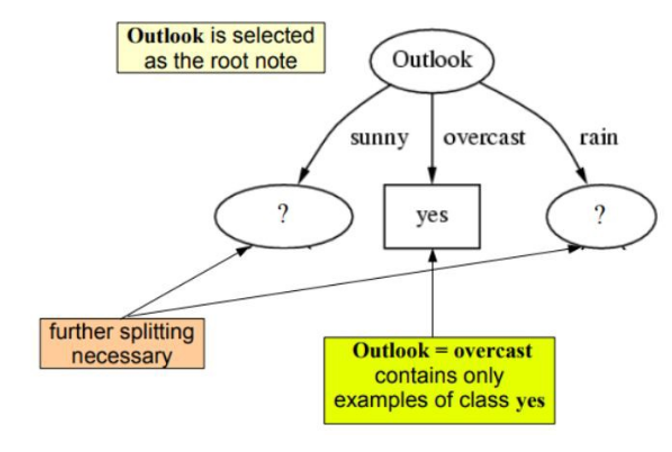 Outlook is selected
as the root note
Outlook
sunny
overcast
rain
?
yes
?
further splitting
necessary
Outlook = overcast
contains only
examples of class yes